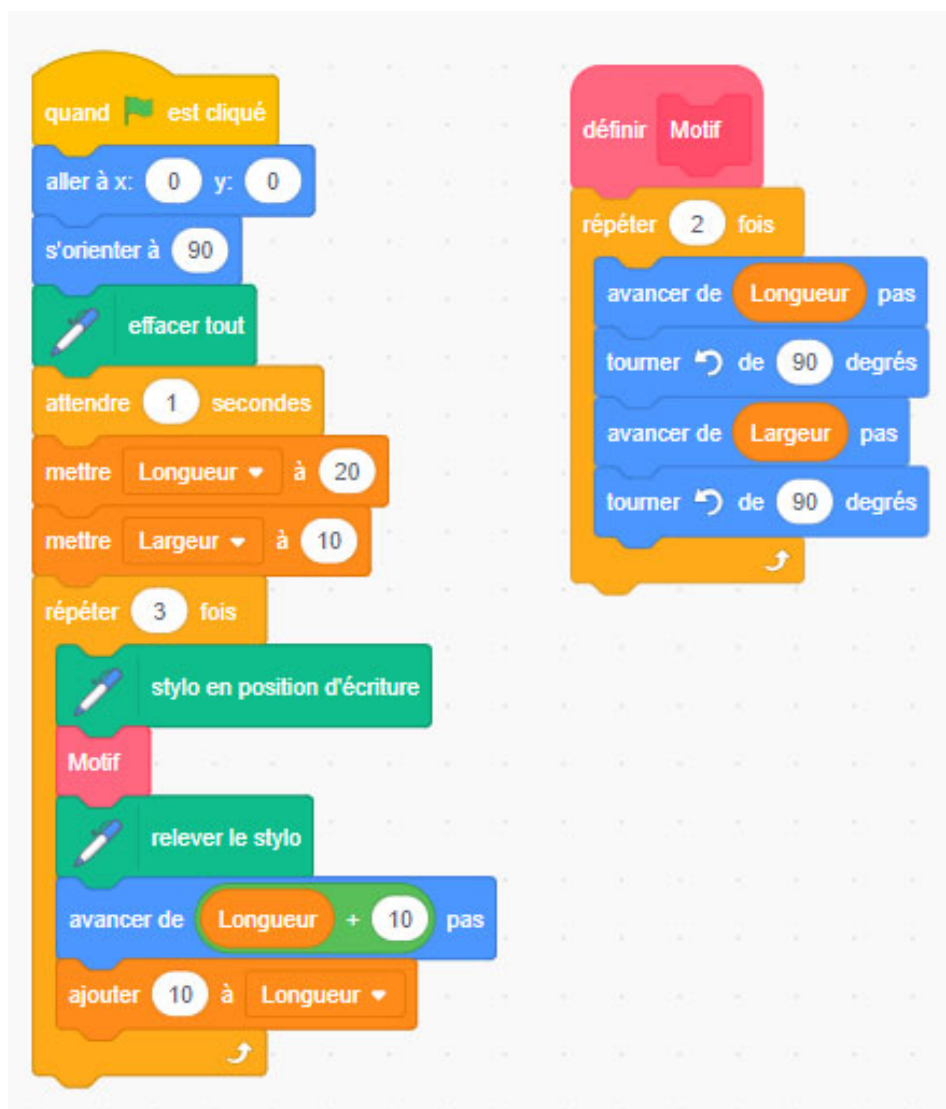 quand est cliqué
aller à x: 0 y: 0
s'orienter à 90
effacer tout
attendre 1 secondes
mettre Longueur à 20
mettre Largeur à 10
répéter 3 fois
stylo en position d'écriture
Motif
relever le stylo
avancer de Longueur + 10 pas
ajouter 10 à Longueur
définir Motif
répéter 2 fois
avancer de Longueur pas
tourner de 90 degrés
avancer de Largeur pas
tourner de 90 degrés